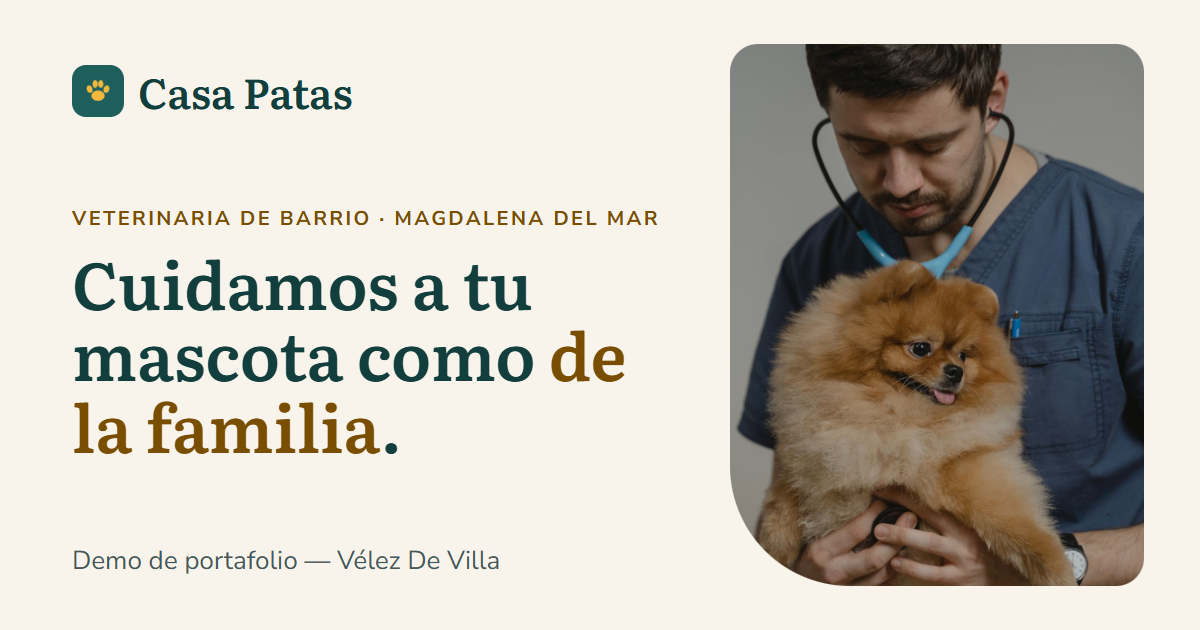 Casa Patas
VETERINARIA DE BARRIO · MAGDALENA DEL MAR
Cuidamos a tu
mascota como de
la familia.
Demo de portafolio — Vélez De Villa